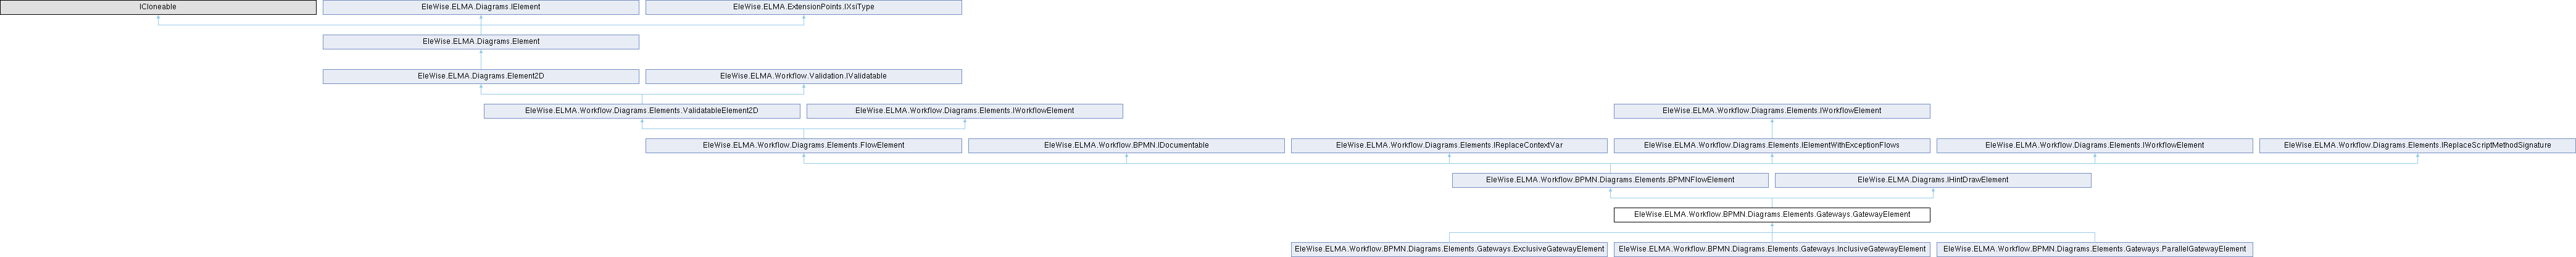 ICloneable
EleWise.ELMA.Diagrams.IElement
EleWise.ELMA.ExtensionPoints.IXsiType
EleWise.ELMA.Diagrams.Element
EleWise.ELMA.Diagrams.Element2D
EleWise.ELMA.Workflow.Validation.IValidatable
EleWise.ELMA.Workflow.Diagrams.Elements.ValidatableElement2D
EleWise.ELMA.Workflow.Diagrams.Elements.IWorkflowElement
EleWise.ELMA.Workflow.Diagrams.Elements.IWorkflowElement
EleWise.ELMA.Workflow.Diagrams.Elements.FlowElement
EleWise.ELMA.Workflow.BPMN.IDocumentable
EleWise.ELMA.Workflow.Diagrams.Elements.IReplaceContextVar
EleWise.ELMA.Workflow.Diagrams.Elements.IElementWithExceptionFlows
EleWise.ELMA.Workflow.Diagrams.Elements.IWorkflowElement
EleWise.ELMA.Workflow.Diagrams.Elements.IReplaceScriptMethodSignature
EleWise.ELMA.Workflow.BPMN.Diagrams.Elements.BPMNFlowElement
EleWise.ELMA.Diagrams.IHintDrawElement
EleWise.ELMA.Workflow.BPMN.Diagrams.Elements.Gateways.GatewayElement
EleWise.ELMA.Workflow.BPMN.Diagrams.Elements.Gateways.ExclusiveGatewayElement
EleWise.ELMA.Workflow.BPMN.Diagrams.Elements.Gateways.InclusiveGatewayElement
EleWise.ELMA.Workflow.BPMN.Diagrams.Elements.Gateways.ParallelGatewayElement